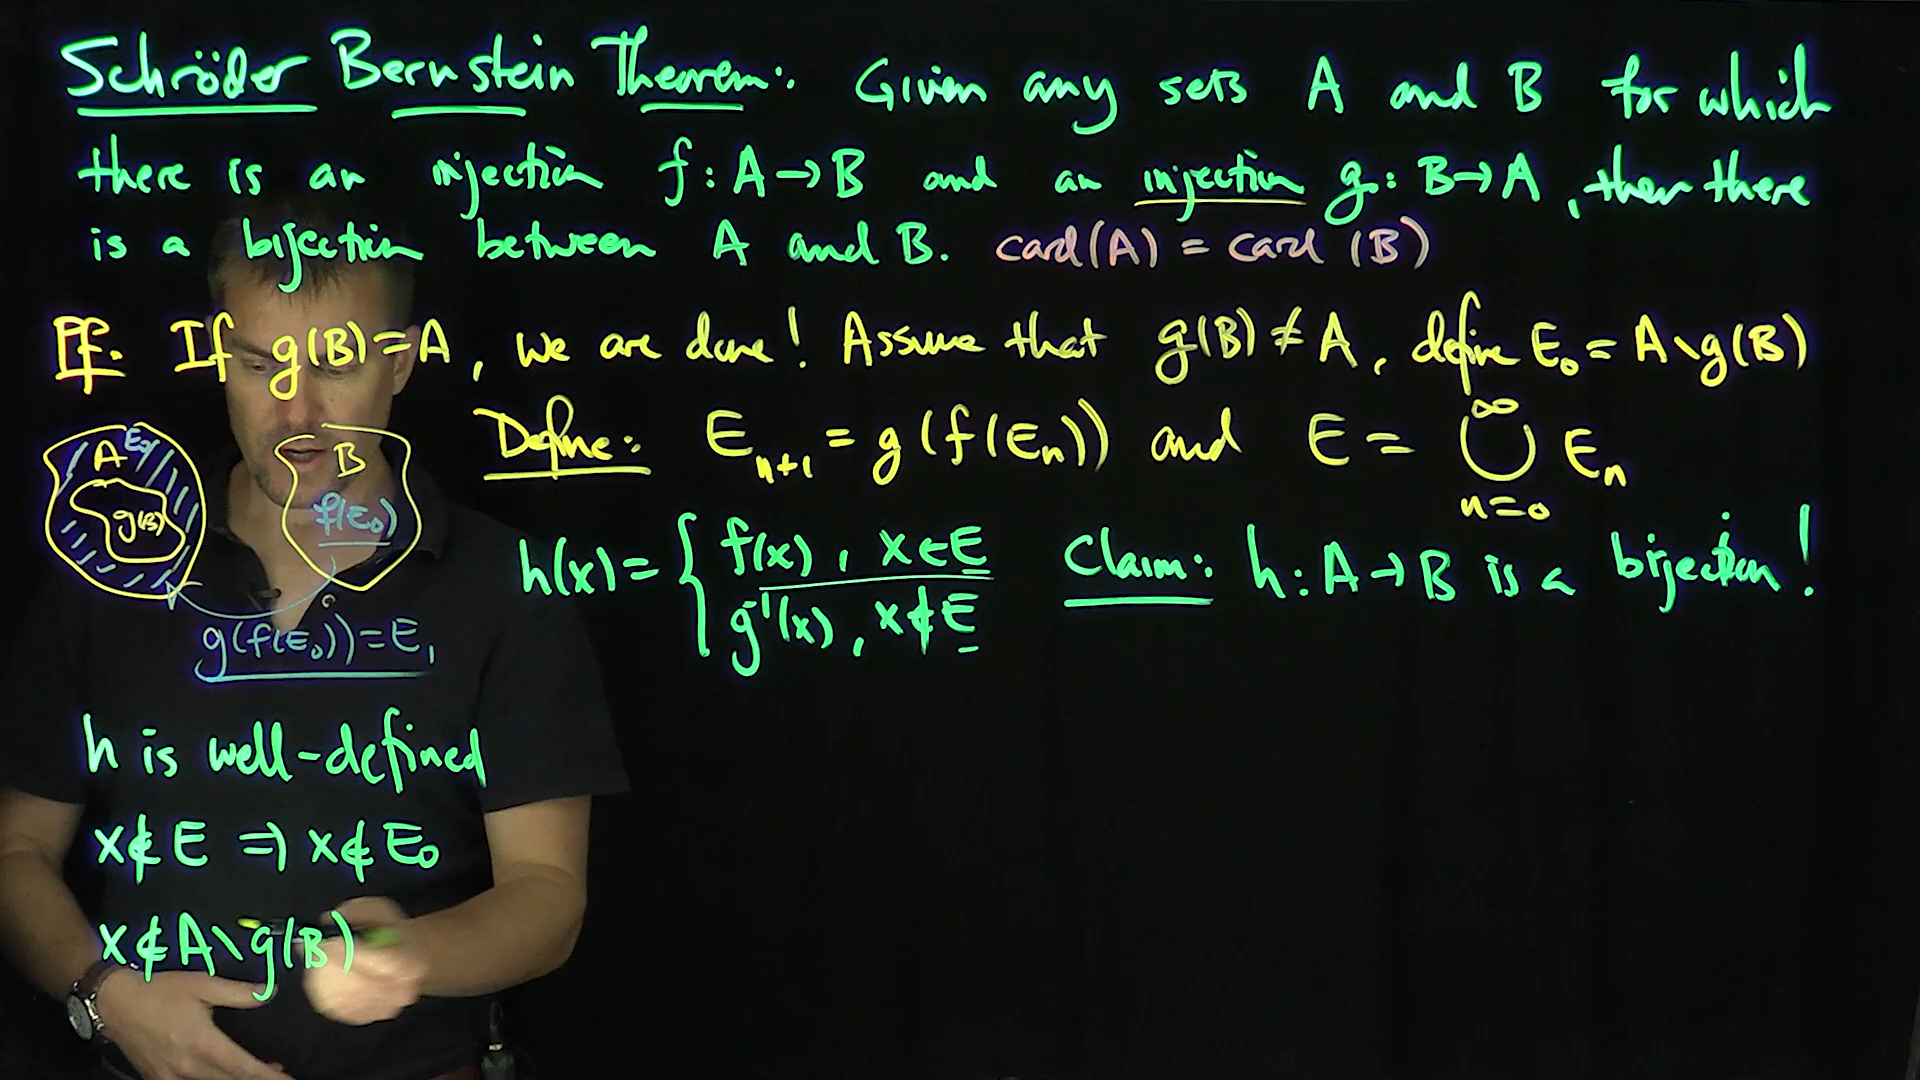 Schröder Bernstein Theorem: Given any sets A and B for which
there is an injection f: A→B and an injection g: B→A, then there
is a bijection between A and B. card(A) = card (B)
Pf. If g(B)=A, we are done! Assume that g(B)≠A, define E₀ = A∖g(B)
Define: Eₙ₊₁ = g(f(Eₙ)) and E = ⋃ₙ₌₀^∞ Eₙ
A E₀
g(B)
B
f(E₀)
g(f(E₀))=E₁
h(x) = { f(x), x∈E
g⁻¹(x), x∉E
Claim: h: A→B is a bijection!
h is well-defined
x∉E ⇒ x∉E₀
x∉A∖g(B)